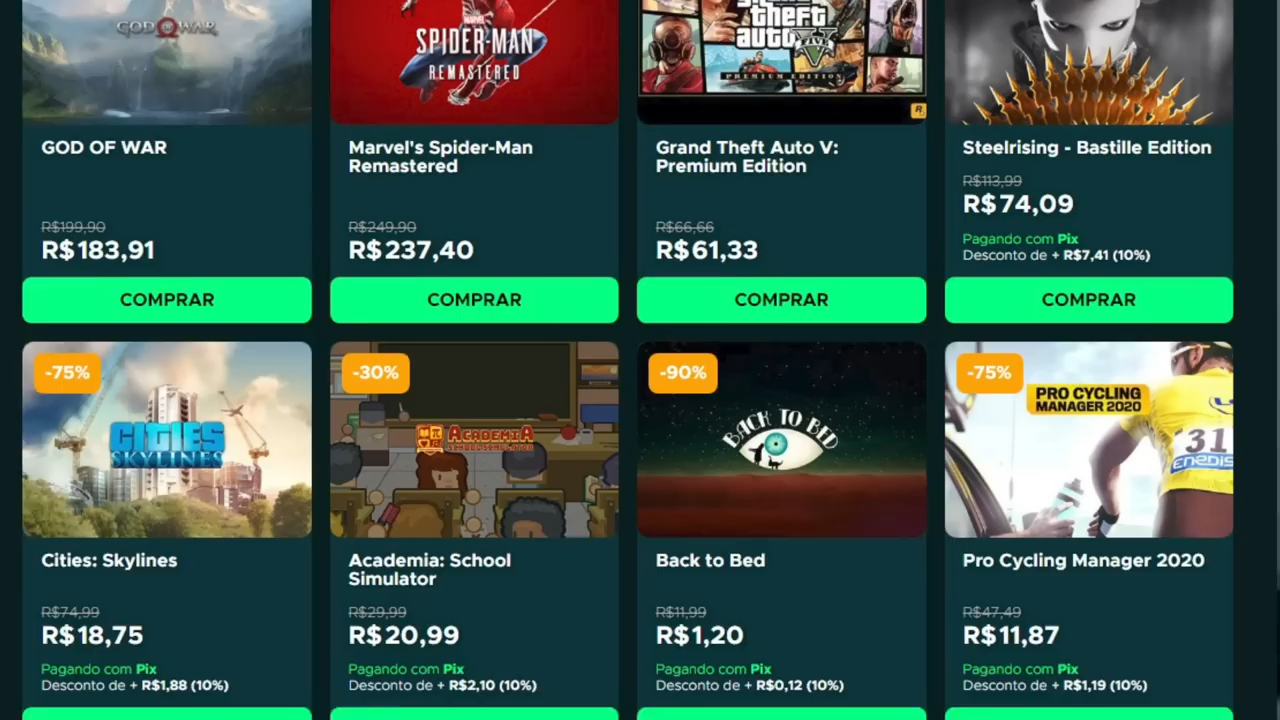 GOD OF WAR
MARVEL
SPIDER-MAN
REMASTERED
theft
auto V
PREMIUM EDITION
R
GOD OF WAR
Marvel's Spider-Man
Remastered
Grand Theft Auto V:
Premium Edition
Steelrising - Bastille Edition
R$199,90
R$183,91
R$249,90
R$237,40
R$66,66
R$61,33
R$113,99
R$74,09
Pagando com Pix
Desconto de + R$7,41 (10%)
COMPRAR
COMPRAR
COMPRAR
COMPRAR
-75%
CITIES
SKYLINES
-30%
ACADEMIA
SCHOOL SIMULATOR
-90%
BACK TO BED
-75%
PRO CYCLING
MANAGER 2020
31
ENEDIS
Cities: Skylines
R$74,99
R$18,75
Pagando com Pix
Desconto de + R$1,88 (10%)
Academia: School
Simulator
R$29,99
R$20,99
Pagando com Pix
Desconto de + R$2,10 (10%)
Back to Bed
R$11,99
R$1,20
Pagando com Pix
Desconto de + R$0,12 (10%)
Pro Cycling Manager 2020
R$47,49
R$11,87
Pagando com Pix
Desconto de + R$1,19 (10%)